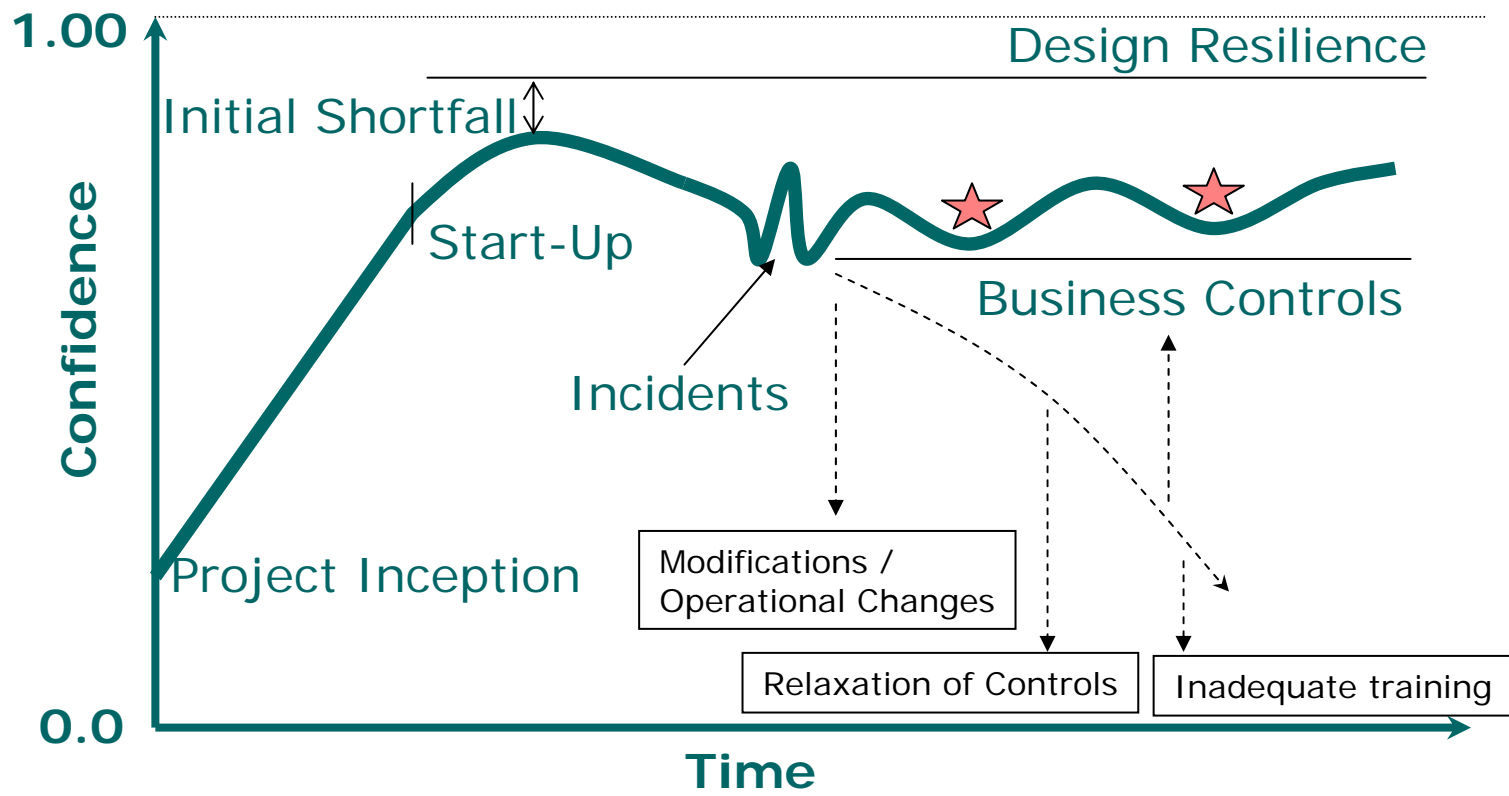 1.00
Design Resilience
Initial Shortfall
Start-Up
Business Controls
Incidents
Confidence
Project Inception
Modifications /
Operational Changes
Relaxation of Controls
Inadequate training
0.0
Time